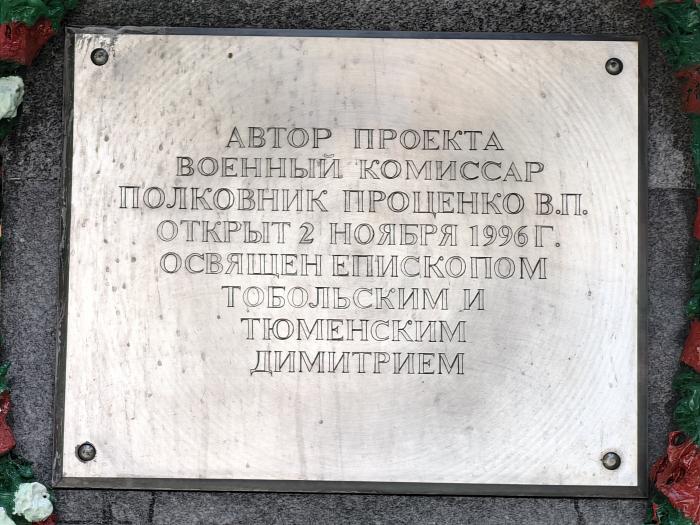 АВТОР ПРОЕКТА
ВОЕННЫЙ КОМИССАР
ПОЛКОВНИК ПРОЦЕНКО В.П.
ОТКРЫТ 2 НОЯБРЯ 1996 Г.
ОСВЯЩЕН ЕПИСКОПОМ
ТОБОЛЬСКИМ И
ТЮМЕНСКИМ
ДИМИТРИЕМ